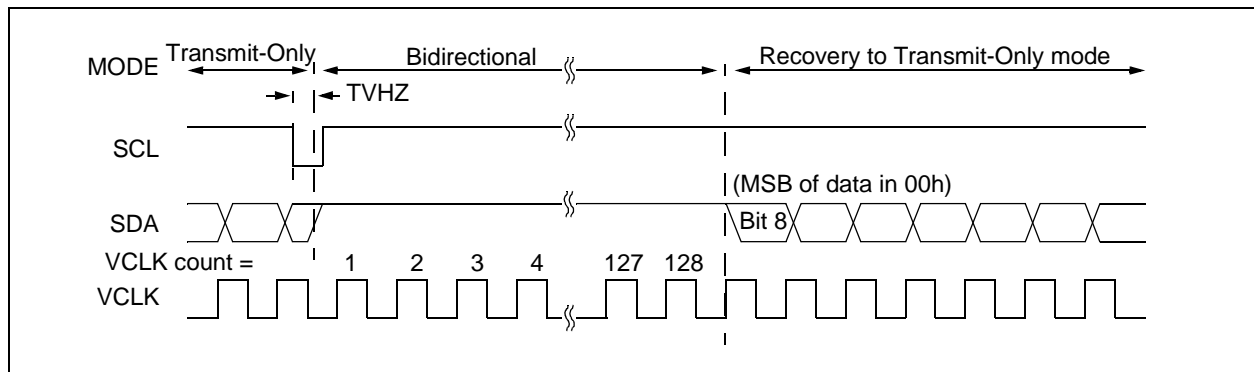 MODE Transmit-Only Bidirectional Recovery to Transmit-Only mode
TVHZ
SCL
(MSB of data in 00h)
SDA Bit 8
VCLK count = 1 2 3 4 127 128
VCLK